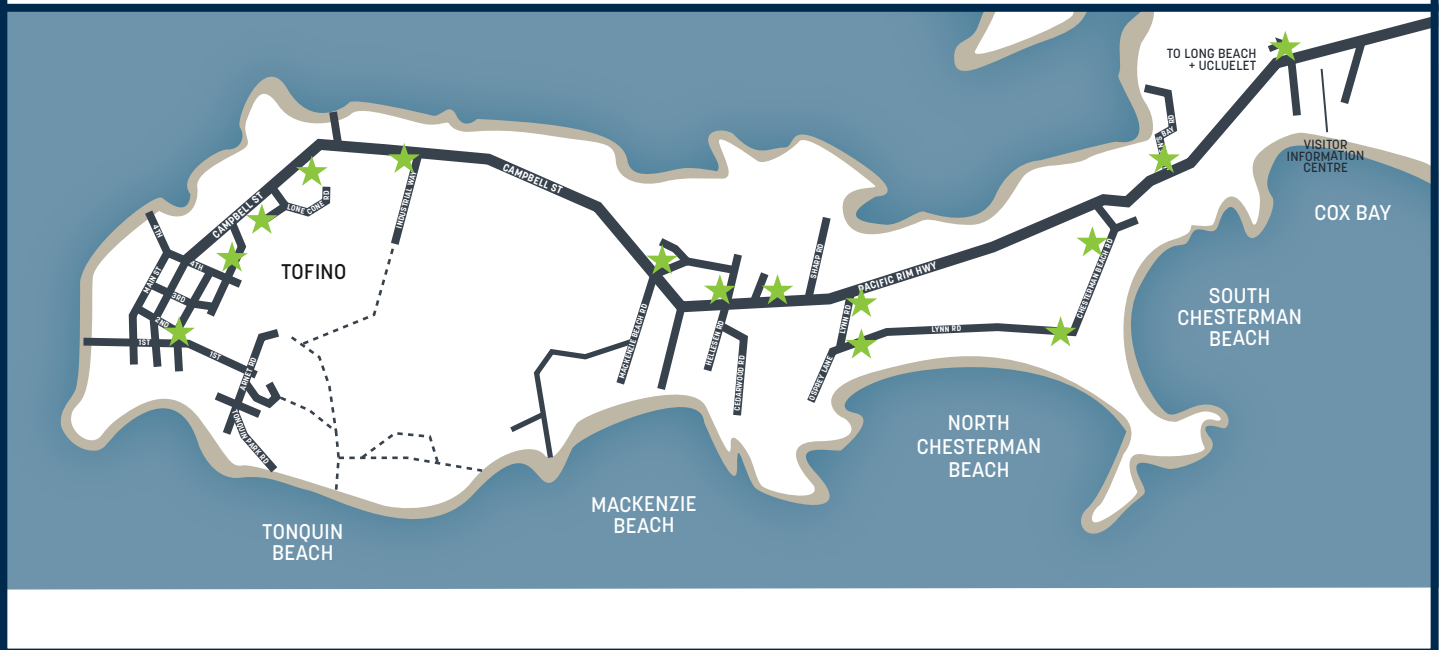 TO LONG BEACH
+ UCLUELET
VISITOR
INFORMATION
CENTRE
COX BAY
S BAY RD
CAMPBELL ST
CAMPBELL ST
INDUSTRIAL WAY
LONE CONE RD
4TH
4TH
MAIN ST
3RD
2ND
1ST
1ST
TOFINO
ARNET RD
TONQUIN PARK RD
SHARP RD
PACIFIC RIM HWY
MACKENZIE BEACH RD
HELLESEN RD
CEDARWOOD RD
LYNN RD
LYNN RD
OSPREY LANE
CHESTERMAN BEACH RD
SOUTH
CHESTERMAN
BEACH
NORTH
CHESTERMAN
BEACH
MACKENZIE
BEACH
TONQUIN
BEACH